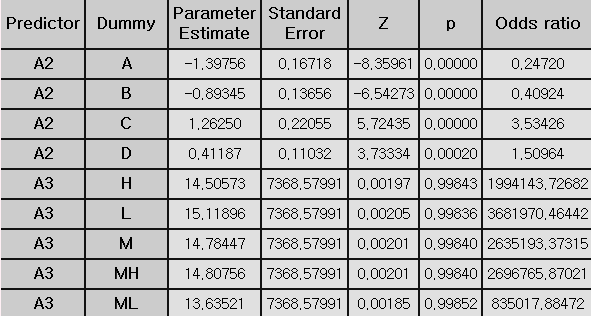 Predictor Dummy Parameter Estimate Standard Error Z p Odds ratio
A2 A -1,39756 0,16718 -8,35961 0,00000 0,24720
A2 B -0,89345 0,13656 -6,54273 0,00000 0,40924
A2 C 1,26250 0,22055 5,72435 0,00000 3,53426
A2 D 0,41187 0,11032 3,73334 0,00020 1,50964
A3 H 14,50573 7368,57991 0,00197 0,99843 1994143,72682
A3 L 15,11896 7368,57991 0,00205 0,99836 3681970,46442
A3 M 14,78447 7368,57991 0,00201 0,99840 2635193,37315
A3 MH 14,80756 7368,57991 0,00201 0,99840 2696765,87021
A3 ML 13,63521 7368,57991 0,00185 0,99852 835017,88472